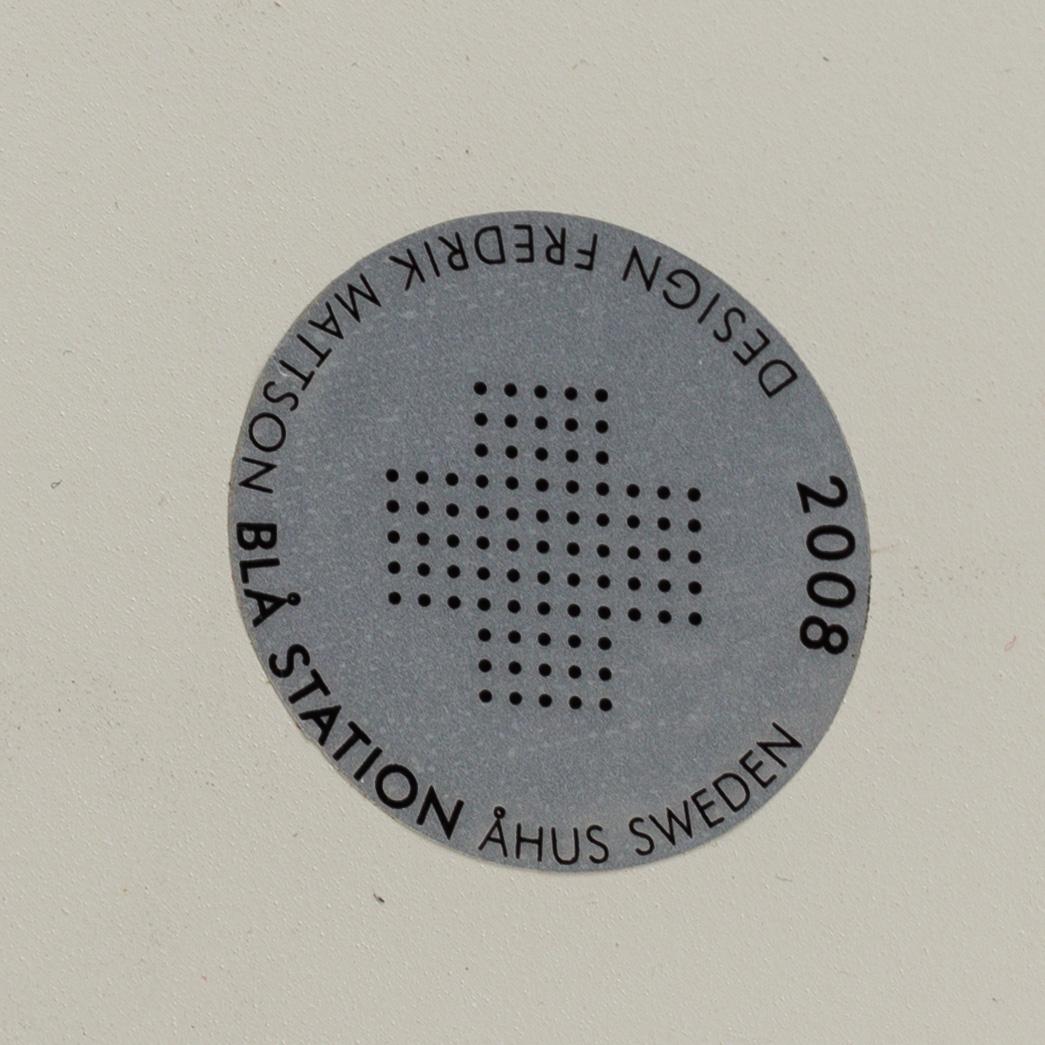 DESIGN FREDRIK MATTSON BLÅ STATION ÅHUS SWEDEN
2008